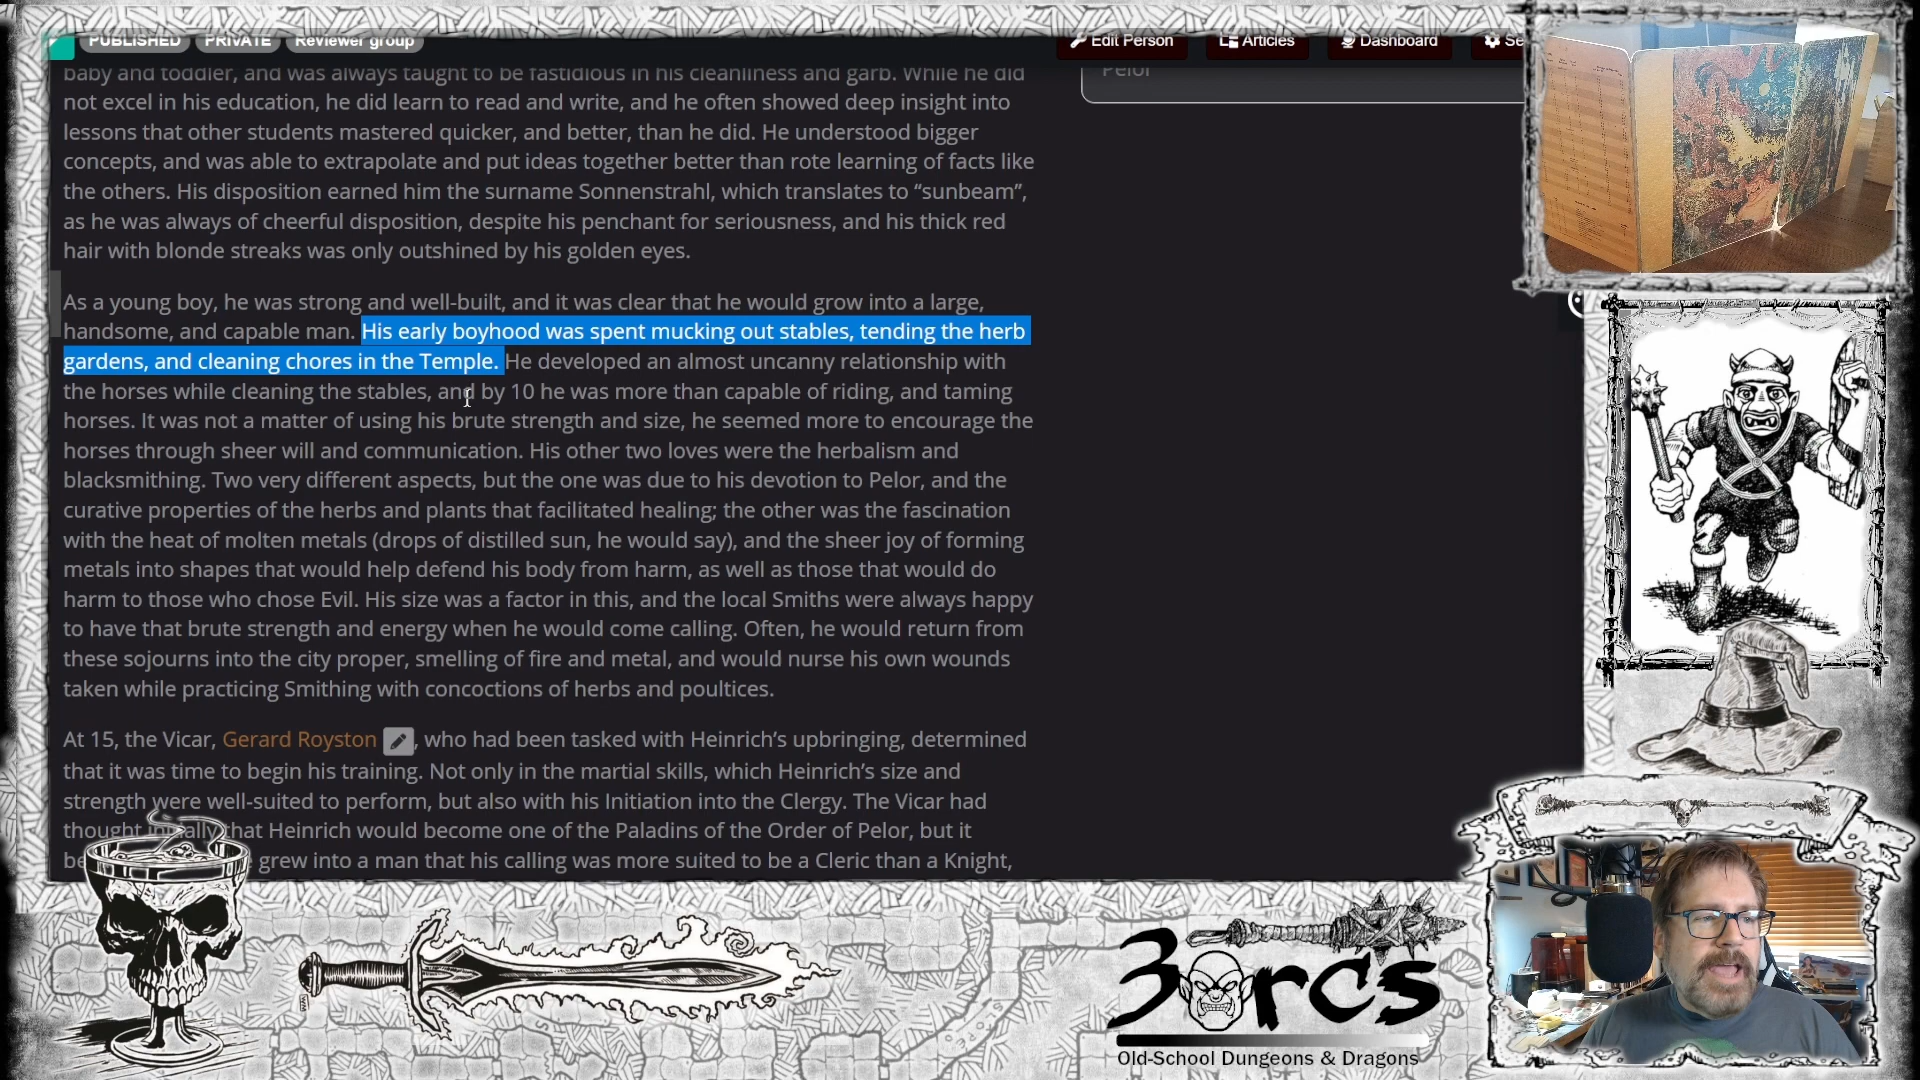 PUBLISHED PRIVATE Reviewer group
Edit Person Articles Dashboard
Pelor
baby and toddler, and was always taught to be fastidious in his cleanliness and garb. While he did
not excel in his education, he did learn to read and write, and he often showed deep insight into
lessons that other students mastered quicker, and better, than he did. He understood bigger
concepts, and was able to extrapolate and put ideas together better than rote learning of facts like
the others. His disposition earned him the surname Sonnenstrahl, which translates to “sunbeam”,
as he was always of cheerful disposition, despite his penchant for seriousness, and his thick red
hair with blonde streaks was only outshined by his golden eyes.
As a young boy, he was strong and well-built, and it was clear that he would grow into a large,
handsome, and capable man. His early boyhood was spent mucking out stables, tending the herb
gardens, and cleaning chores in the Temple. He developed an almost uncanny relationship with
the horses while cleaning the stables, and by 10 he was more than capable of riding, and taming
horses. It was not a matter of using his brute strength and size, he seemed more to encourage the
horses through sheer will and communication. His other two loves were the herbalism and
blacksmithing. Two very different aspects, but the one was due to his devotion to Pelor, and the
curative properties of the herbs and plants that facilitated healing; the other was the fascination
with the heat of molten metals (drops of distilled sun, he would say), and the sheer joy of forming
metals into shapes that would help defend his body from harm, as well as those that would do
harm to those who chose Evil. His size was a factor in this, and the local Smiths were always happy
to have that brute strength and energy when he would come calling. Often, he would return from
these sojourns into the city proper, smelling of fire and metal, and would nurse his own wounds
taken while practicing Smithing with concoctions of herbs and poultices.
At 15, the Vicar, Gerard Royston , who had been tasked with Heinrich’s upbringing, determined
that it was time to begin his training. Not only in the martial skills, which Heinrich’s size and
strength were well-suited to perform, but also with his Initiation into the Clergy. The Vicar had
thought initially that Heinrich would become one of the Paladins of the Order of Pelor, but it
grew into a man that his calling was more suited to be a Cleric than a Knight,
3 orcs
Old-School Dungeons & Dragons